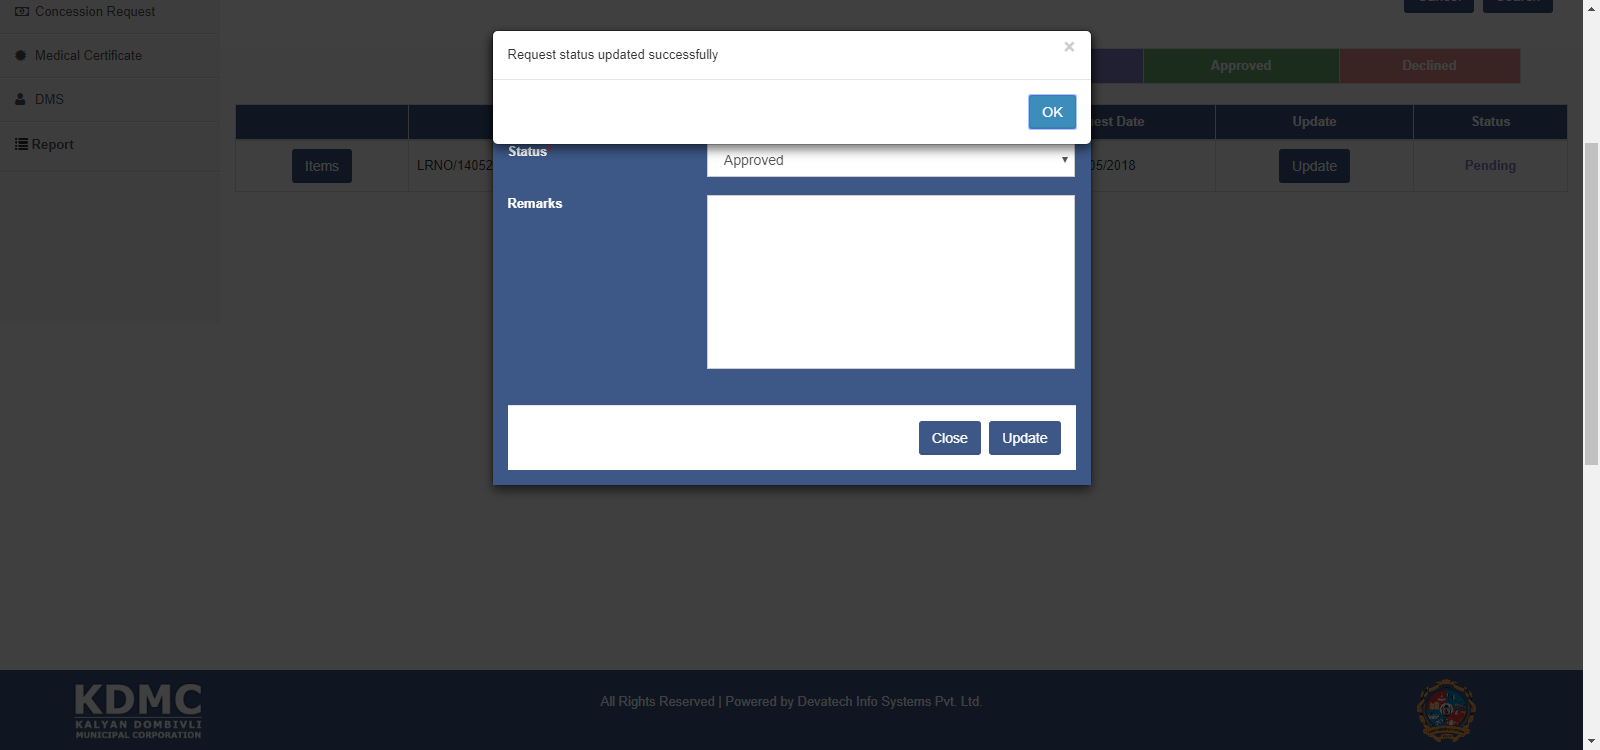 Concession Request
Medical Certificate
DMS
Report
Request status updated successfully
×
OK
Approved
Declined
Date
Update
Status
Items
LRNO/14052
05/2018
Update
Pending
Status
Approved
Remarks
Close
Update
KDMC
KALYAN DOMBIVLI
MUNICIPAL CORPORATION
All Rights Reserved | Powered by Devatech Info Systems Pvt. Ltd.